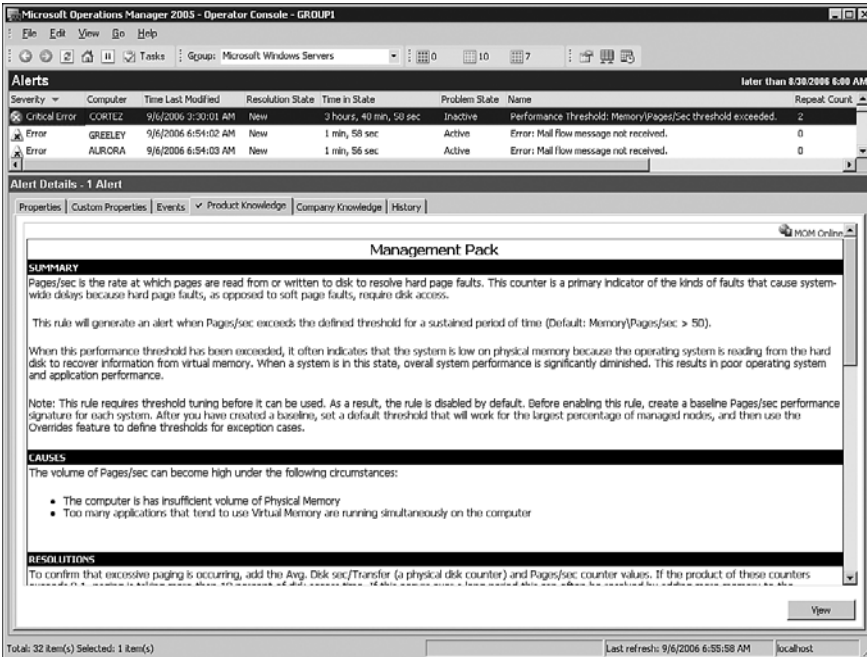 Microsoft Operations Manager 2005 - Operator Console - GROUP1
File Edit View Go Help
Tasks Group: Microsoft Windows Servers 0 10 7
Alerts later than 8/30/2006 6:00 AM
Severity Computer Time Last Modified Resolution State Time in State Problem State Name Repeat Count
Critical Error CORTEZ 9/6/2006 3:30:01 AM New 3 hours, 40 min, 58 sec Inactive Performance Threshold: Memory\Pages/Sec threshold exceeded. 2
Error GREELEY 9/6/2006 6:54:02 AM New 1 min, 58 sec Active Error: Mail flow message not received. 0
Error AURORA 9/6/2006 6:54:03 AM New 1 min, 56 sec Active Error: Mail flow message not received. 0
Alert Details - 1 Alert
Properties Custom Properties Events Product Knowledge Company Knowledge History
MOM Online
Management Pack
SUMMARY
Pages/sec is the rate at which pages are read from or written to disk to resolve hard page faults. This counter is a primary indicator of the kinds of faults that cause system-
wide delays because hard page faults, as opposed to soft page faults, require disk access.
This rule will generate an alert when Pages/sec exceeds the defined threshold for a sustained period of time (Default: Memory\Pages/sec > 50).
When this performance threshold has been exceeded, it often indicates that the system is low on physical memory because the operating system is reading from the hard
disk to recover information from virtual memory. When a system is in this state, overall system performance is significantly diminished. This results in poor operating system
and application performance.
Note: This rule requires threshold tuning before it can be used. As a result, the rule is disabled by default. Before enabling this rule, create a baseline Pages/sec performance
signature for each system. After you have created a baseline, set a default threshold that will work for the largest percentage of managed nodes, and then use the
Overrides feature to define thresholds for exception cases.
CAUSES
The volume of Pages/sec can become high under the following circumstances:
• The computer is has insufficient volume of Physical Memory
• Too many applications that tend to use Virtual Memory are running simultaneously on the computer
RESOLUTIONS
To confirm that excessive paging is occurring, add the Avg. Disk sec/Transfer (a physical disk counter) and Pages/sec counter values. If the product of these counters
View
Total: 32 item(s) Selected: 1 item(s) Last refresh: 9/6/2006 6:55:58 AM localhost